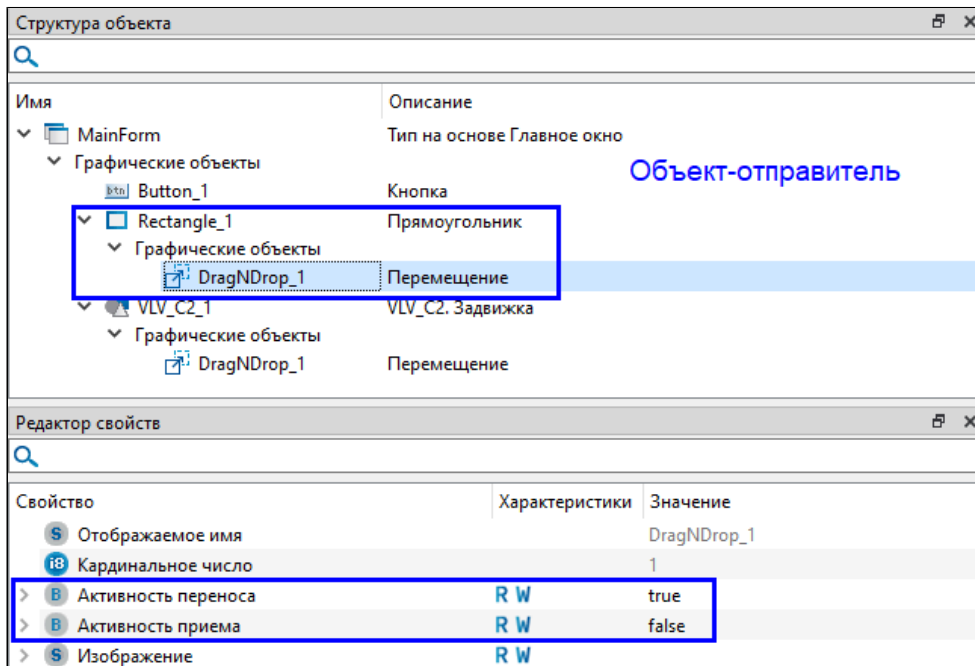 Структура объекта
Имя Описание
MainForm Тип на основе Главное окно
Графические объекты
Объект-отправитель
btn Button_1 Кнопка
Rectangle_1 Прямоугольник
Графические объекты
DragNDrop_1 Перемещение
VLV_C2_1 VLV_C2. Задвижка
Графические объекты
DragNDrop_1 Перемещение
Редактор свойств
Свойство Характеристики Значение
S Отображаемое имя DragNDrop_1
i8 Кардинальное число 1
B Активность переноса R W true
B Активность приема R W false
S Изображение R W